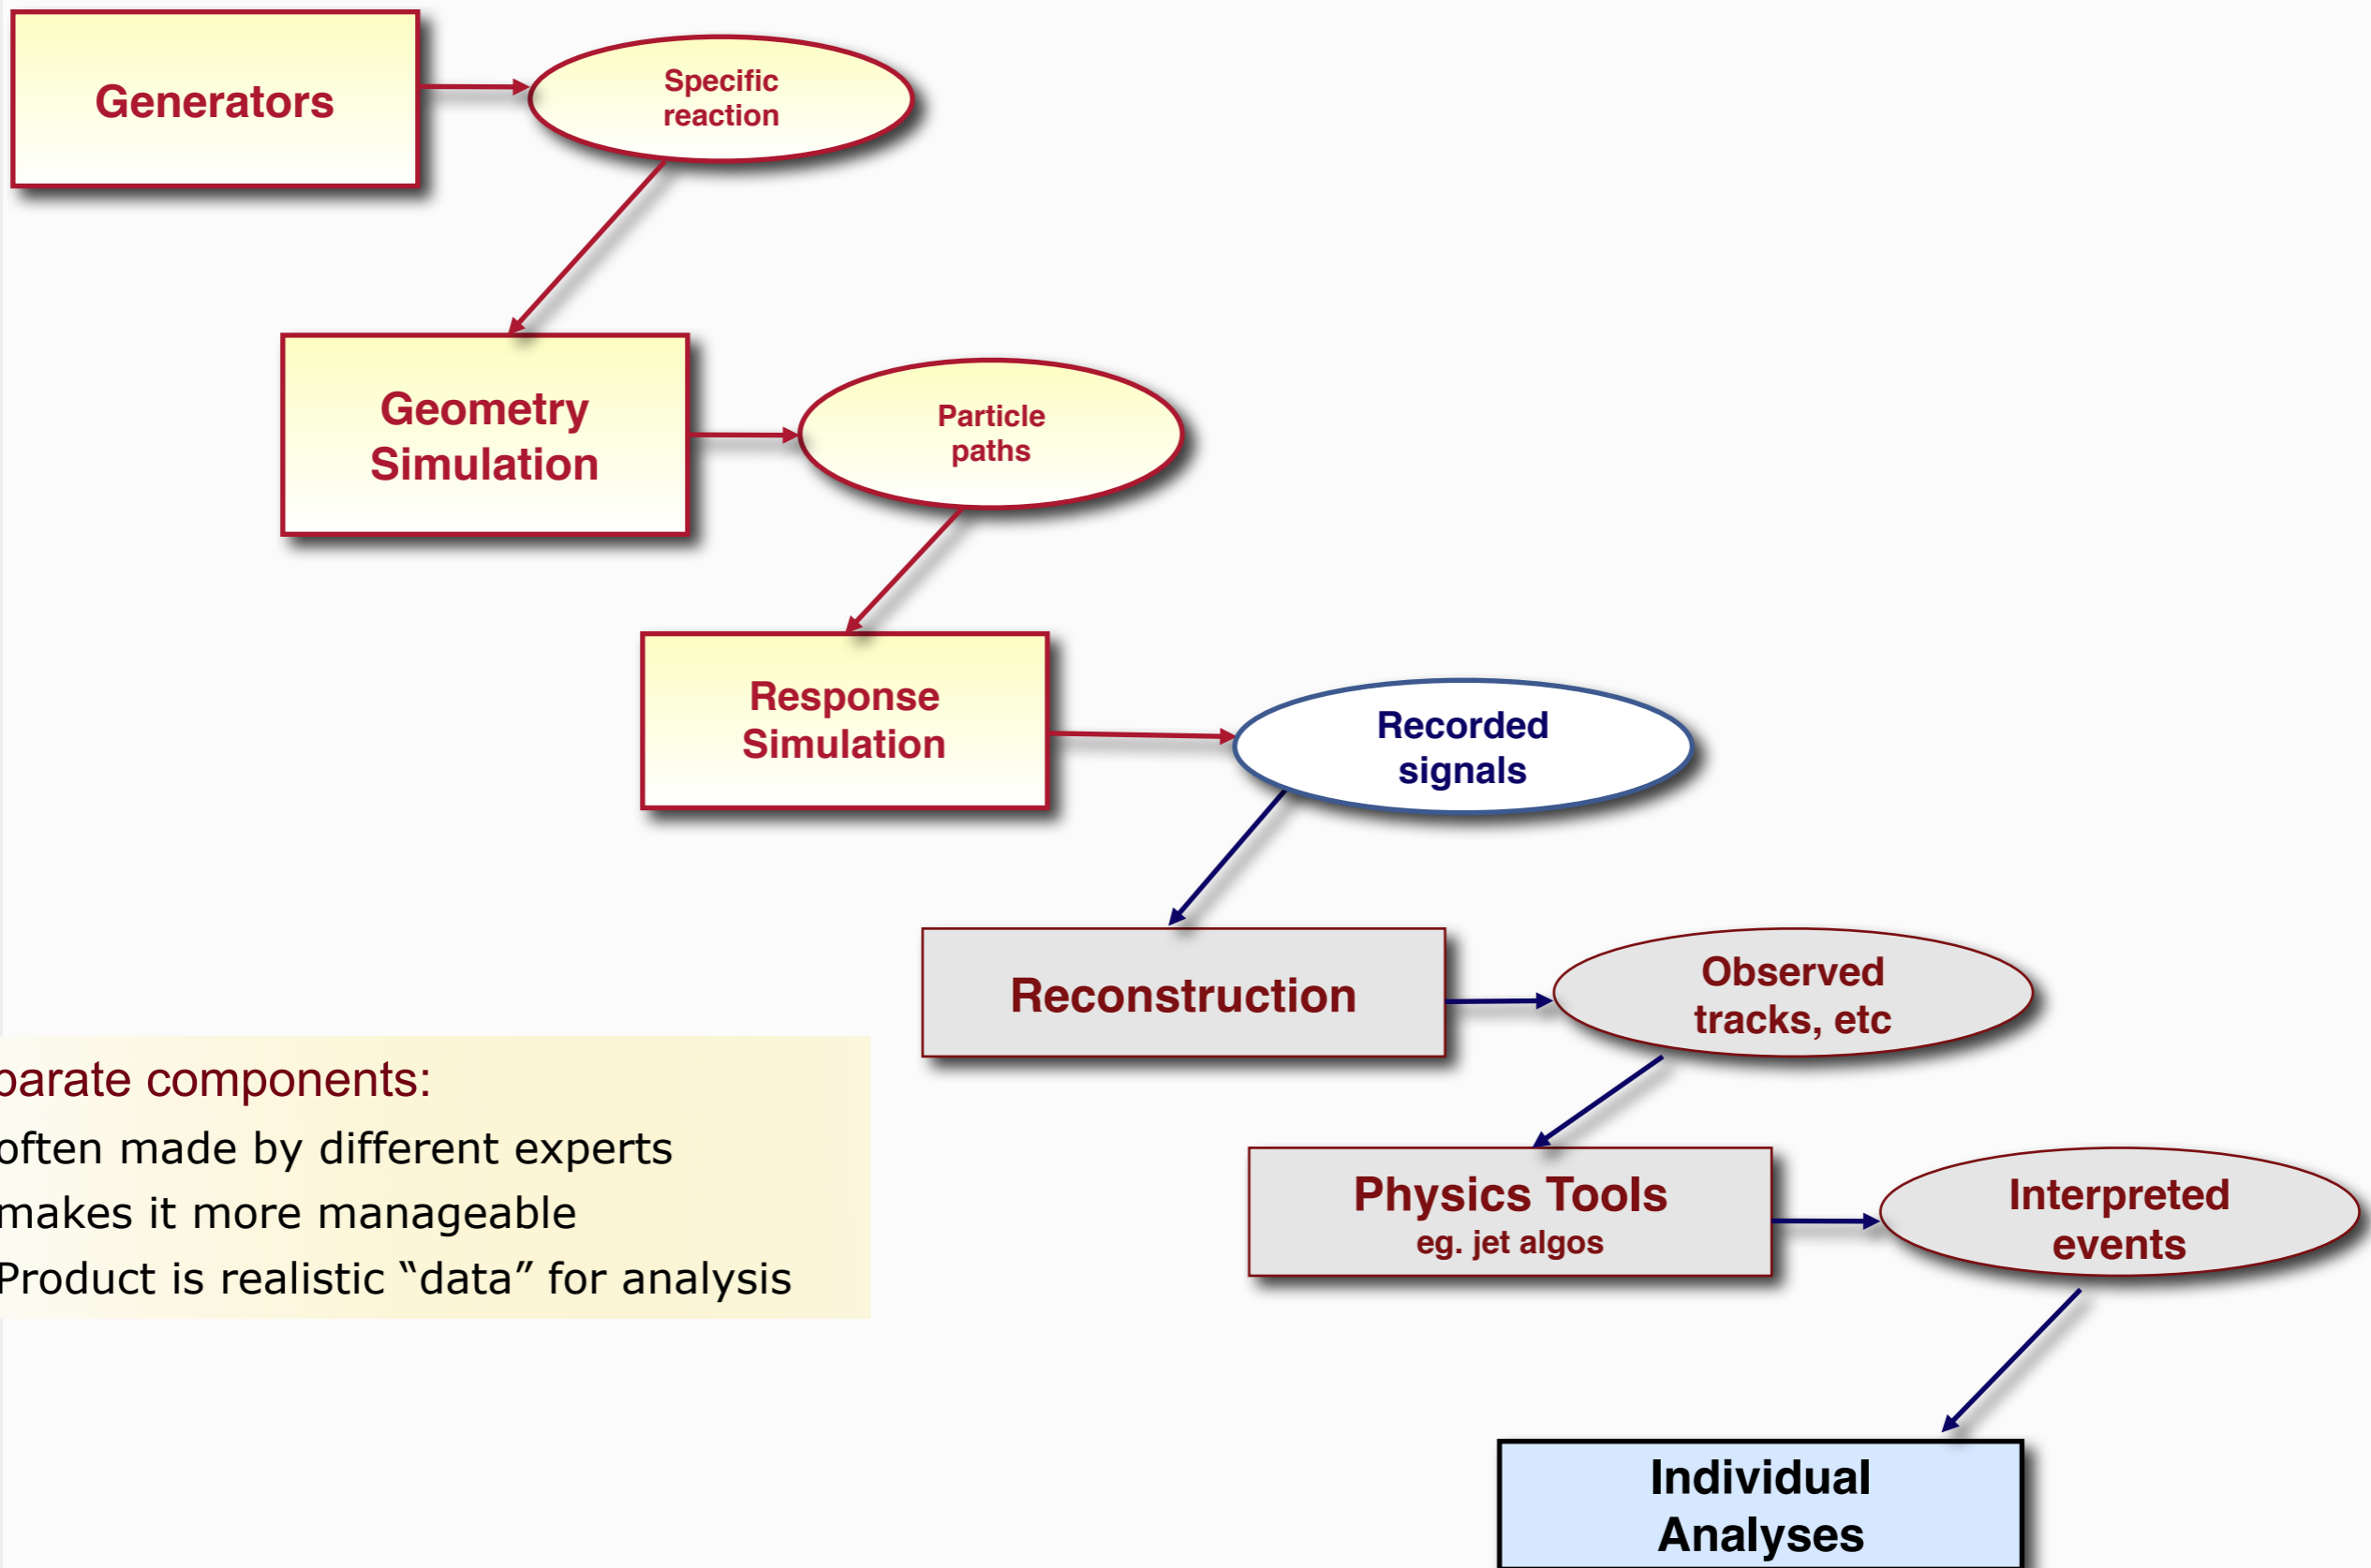 Generators
Specific
reaction
Geometry
Simulation
Particle
paths
Response
Simulation
Recorded
signals
Reconstruction
Observed
tracks, etc
parate components:
often made by different experts
makes it more manageable
Product is realistic “data” for analysis
Physics Tools
eg. jet algos
Interpreted
events
Individual
Analyses